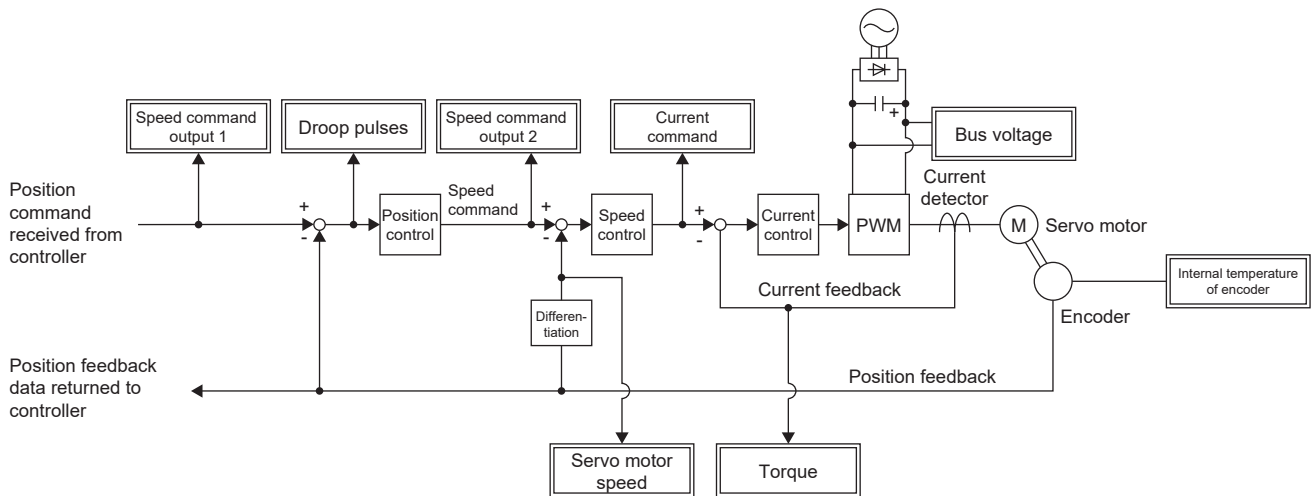 Speed command
output 1
Droop pulses
Speed command
output 2
Current
command
+
Bus voltage
Position
command
received from
controller
+
-
Position
control
Speed
command
+
-
Speed
control
+
-
Current
control
PWM
Current
detector
M
Servo motor
Current feedback
Internal temperature
of encoder
Encoder
Differen-
tiation
Position feedback
data returned to
controller
Position feedback
Servo motor
speed
Torque